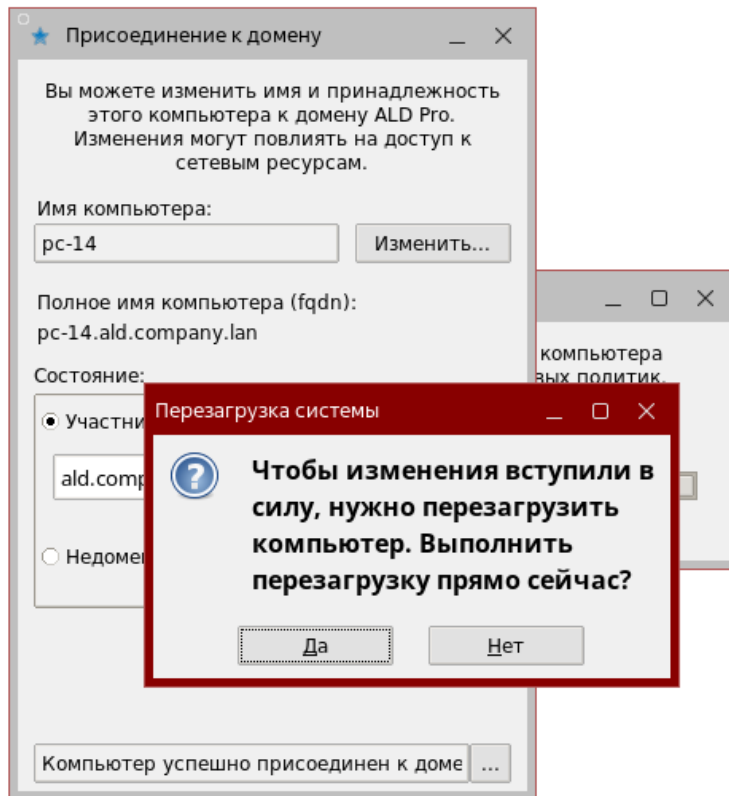 Присоединение к домену
Вы можете изменить имя и принадлежность
этого компьютера к домену ALD Pro.
Изменения могут повлиять на доступ к
сетевым ресурсам.
Имя компьютера:
pc-14
Изменить...
Полное имя компьютера (fqdn):
pc-14.ald.company.lan
компьютера
политик.
Состояние:
Перезагрузка системы
Чтобы изменения вступили в
силу, нужно перезагрузить
компьютер. Выполнить
перезагрузку прямо сейчас?
Да
Нет
Компьютер успешно присоединен к доме
...